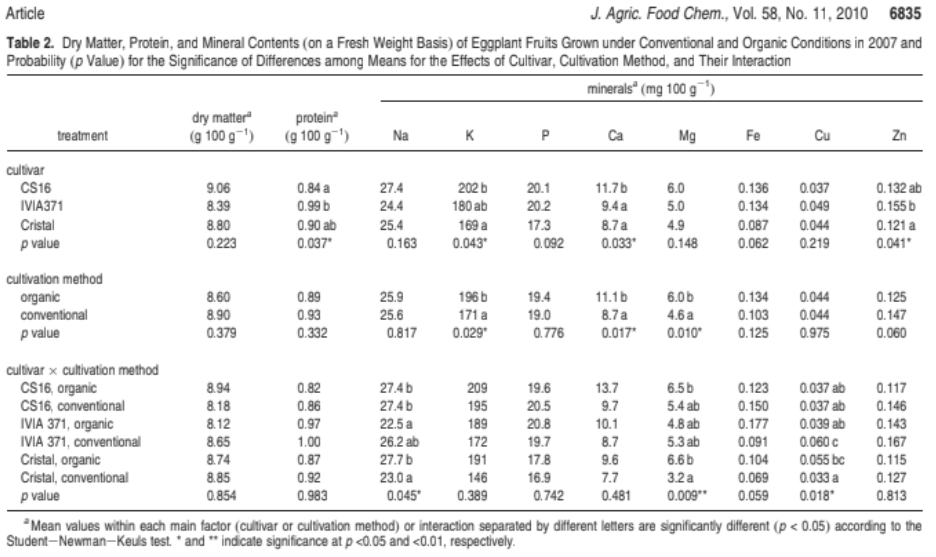 Article J. Agric. Food Chem., Vol. 58, No. 11, 2010 6835
Table 2. Dry Matter, Protein, and Mineral Contents (on a Fresh Weight Basis) of Eggplant Fruits Grown under Conventional and Organic Conditions in 2007 and
Probability (p Value) for the Significance of Differences among Means for the Effects of Cultivar, Cultivation Method, and Their Interaction
minerals^a (mg 100 g^−1)
dry matter^a protein^a
treatment (g 100 g^−1) (g 100 g^−1) Na K P Ca Mg Fe Cu Zn
cultivar
CS16 9.06 0.84 a 27.4 202 b 20.1 11.7 b 6.0 0.136 0.037 0.132 ab
IVIA371 8.39 0.99 b 24.4 180 ab 20.2 9.4 a 5.0 0.134 0.049 0.155 b
Cristal 8.80 0.90 ab 25.4 169 a 17.3 8.7 a 4.9 0.087 0.044 0.121 a
p value 0.223 0.037* 0.163 0.043* 0.092 0.033* 0.148 0.062 0.219 0.041*
cultivation method
organic 8.60 0.89 25.9 196 b 19.4 11.1 b 6.0 b 0.134 0.044 0.125
conventional 8.90 0.93 25.6 171 a 19.0 8.7 a 4.6 a 0.103 0.044 0.147
p value 0.379 0.332 0.817 0.029* 0.776 0.017* 0.010* 0.125 0.975 0.060
cultivar × cultivation method
CS16, organic 8.94 0.82 27.4 b 209 19.6 13.7 6.5 b 0.123 0.037 ab 0.117
CS16, conventional 8.18 0.86 27.4 b 195 20.5 9.7 5.4 ab 0.150 0.037 ab 0.146
IVIA 371, organic 8.12 0.97 22.5 a 189 20.8 10.1 4.8 ab 0.177 0.039 ab 0.143
IVIA 371, conventional 8.65 1.00 26.2 ab 172 19.7 8.7 5.3 ab 0.091 0.060 c 0.167
Cristal, organic 8.74 0.87 27.7 b 191 17.8 9.6 6.6 b 0.104 0.055 bc 0.115
Cristal, conventional 8.85 0.92 23.0 a 146 16.9 7.7 3.2 a 0.069 0.033 a 0.127
p value 0.854 0.983 0.045* 0.389 0.742 0.481 0.009** 0.059 0.018* 0.813
^a Mean values within each main factor (cultivar or cultivation method) or interaction separated by different letters are significantly different (p < 0.05) according to the
Student−Newman−Keuls test. * and ** indicate significance at p <0.05 and <0.01, respectively.